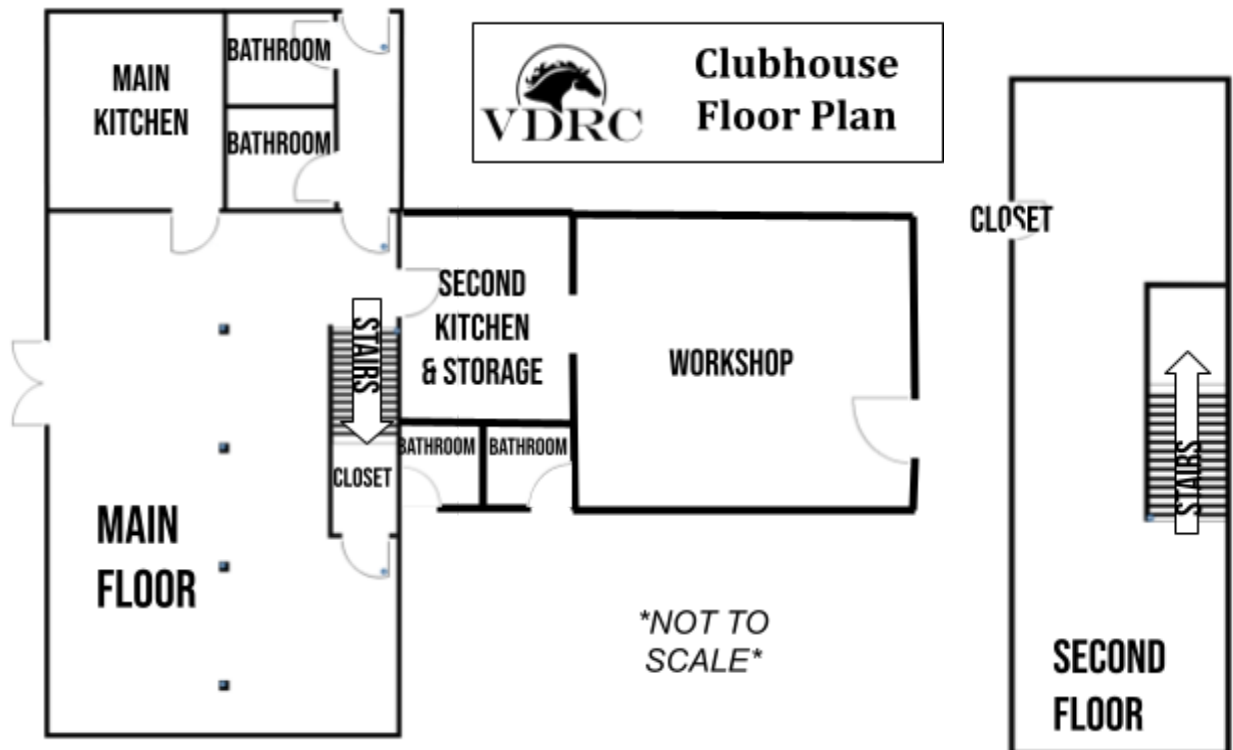 MAIN
KITCHEN
BATHROOM
BATHROOM
VDRC
Clubhouse
Floor Plan
CLOSET
SECOND
KITCHEN
& STORAGE
STAIRS
WORKSHOP
BATHROOM
BATHROOM
CLOSET
STAIRS
MAIN
FLOOR
*NOT TO
SCALE*
SECOND
FLOOR